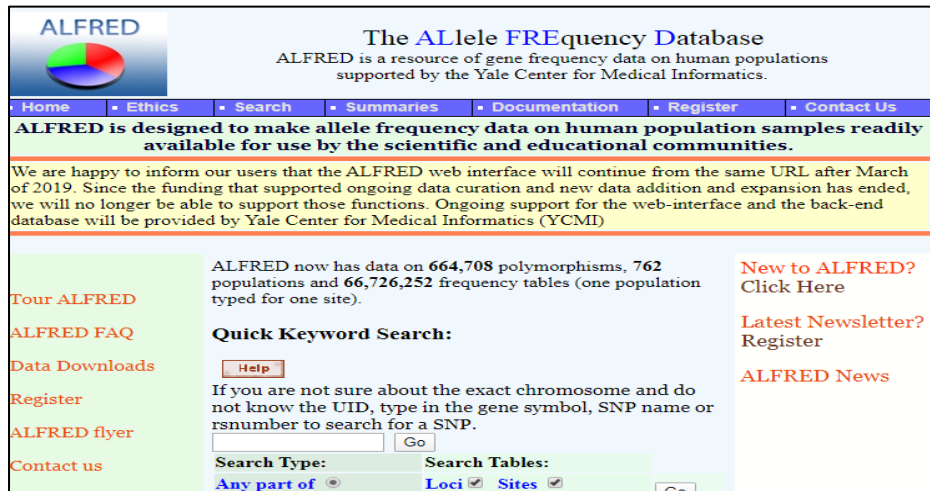 ALFRED
The ALlele FREquency Database
ALFRED is a resource of gene frequency data on human populations
supported by the Yale Center for Medical Informatics.
Home Ethics Search Summaries Documentation Register Contact Us
ALFRED is designed to make allele frequency data on human population samples readily
available for use by the scientific and educational communities.
We are happy to inform our users that the ALFRED web interface will continue from the same URL after March
of 2019. Since the funding that supported ongoing data curation and new data addition and expansion has ended,
we will no longer be able to support those functions. Ongoing support for the web-interface and the back-end
database will be provided by Yale Center for Medical Informatics (YCMI)
Tour ALFRED
ALFRED FAQ
Data Downloads
Register
ALFRED flyer
Contact us
ALFRED now has data on 664,708 polymorphisms, 762
populations and 66,726,252 frequency tables (one population
typed for one site).
Quick Keyword Search:
Help
If you are not sure about the exact chromosome and do
not know the UID, type in the gene symbol, SNP name or
rsnumber to search for a SNP.
Go
Search Type: Search Tables:
Any part of Loci Sites
Go
New to ALFRED?
Click Here
Latest Newsletter?
Register
ALFRED News